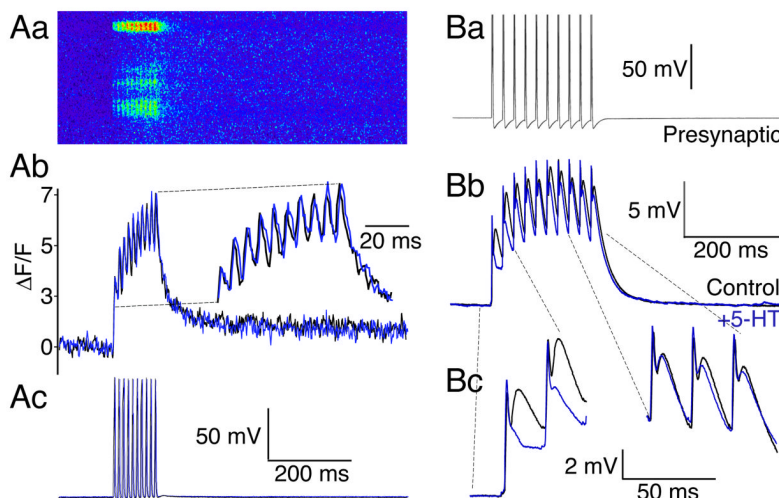 Aa
Ab
7
5
3
0
ΔF/F
20 ms
Ac
50 mV
200 ms
Ba
50 mV
Presynaptic
Bb
5 mV
200 ms
Control
+5-HT
Bc
2 mV
50 ms